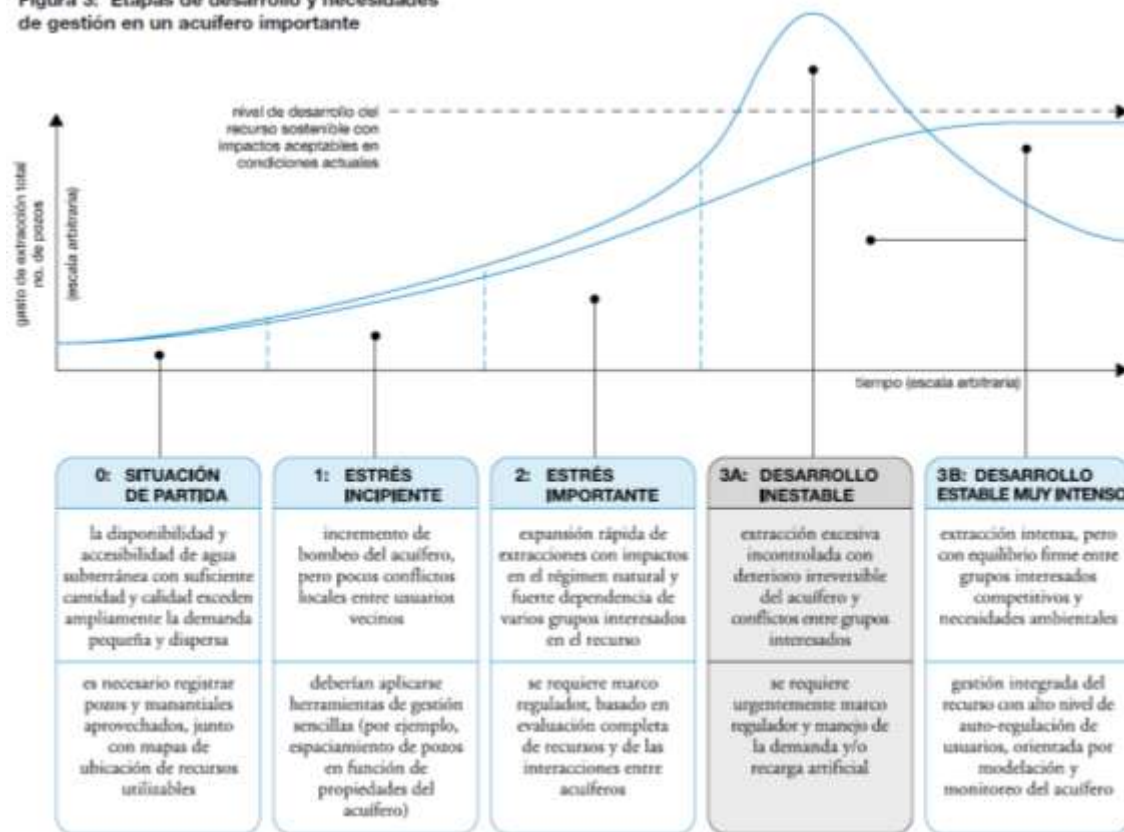 Figura 3: Etapas de desarrollo y necesidades
de gestión en un acuífero importante
nivel de desarrollo del
recurso sostenible con
impactos aceptables en
condiciones actuales
gasto de extracción total
no. de pozos
(escala arbitraria)
tiempo (escala arbitraria)
0: SITUACIÓN
DE PARTIDA
la disponibilidad y
accesibilidad de agua
subterránea con suficiente
cantidad y calidad exceden
ampliamente la demanda
pequeña y dispersa
es necesario registrar
pozos y manantiales
aprovechados, junto
con mapas de
ubicación de recursos
utilizables
1: ESTRÉS
INCIPIENTE
incremento de
bombeo del acuífero,
pero pocos conflictos
locales entre usuarios
vecinos
deberían aplicarse
herramientas de gestión
sencillas (por ejemplo,
espaciamiento de pozos
en función de
propiedades del
acuífero)
2: ESTRÉS
IMPORTANTE
expansión rápida de
extracciones con impactos
en el régimen natural y
fuerte dependencia de
varios grupos interesados
en el recurso
se requiere marco
regulador, basado en
evaluación completa
de recursos y de las
interacciones entre
acuíferos
3A: DESARROLLO
INESTABLE
extracción excesiva
incontrolada con
deterioro irreversible
del acuífero y
conflictos entre grupos
interesados
se requiere
urgentemente marco
regulador y manejo de
la demanda y/o
recarga artificial
3B: DESARROLLO
ESTABLE MUY INTENSO
extracción intensa, pero
con equilibrio firme entre
grupos interesados
competitivos y
necesidades ambientales
gestión integrada del
recurso con alto nivel de
auto-regulación de
usuarios, orientada por
modelación y
monitoreo del acuífero